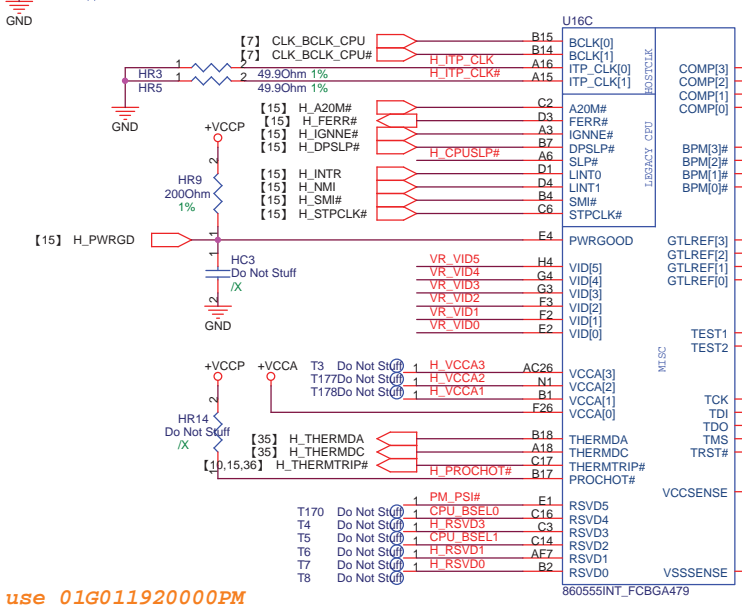 GND
U16C
【7】 CLK_BCLK_CPU B15 BCLK[0]
【7】 CLK_BCLK_CPU# B14 BCLK[1]
H_ITP_CLK A16 ITP_CLK[0] COMP[3]
HR3 1 2 49.9Ohm 1% H_ITP_CLK# A15 ITP_CLK[1] COMP[2]
HR5 1 2 49.9Ohm 1% COMP[1]
COMP[0]
HOSTCLK
GND
【15】 H_A20M# C2 A20M#
【15】 H_FERR# D3 FERR#
【15】 H_IGNNE# A3 IGNNE#
【15】 H_DPSLP# B7 DPSLP# BPM[3]#
H_CPUSLP# A6 SLP# BPM[2]#
【15】 H_INTR D1 LINT0 BPM[1]#
【15】 H_NMI D4 LINT1 BPM[0]#
【15】 H_SMI# B4 SMI#
【15】 H_STPCLK# C6 STPCLK#
LEGACY CPU
+VCCP
2
HR9
200Ohm
1%
1
【15】 H_PWRGD E4 PWRGOOD GTLREF[3]
GTLREF[2]
GTLREF[1]
GTLREF[0]
1
HC3
Do Not Stuff
/X
2
GND
VR_VID5 H4 VID[5]
VR_VID4 G4 VID[4]
VR_VID3 G3 VID[3]
VR_VID2 F3 VID[2]
VR_VID1 F2 VID[1]
VR_VID0 E2 VID[0] TEST1
TEST2
MISC
+VCCP +VCCA
T3 Do Not Stuff 1 H_VCCA3 AC26 VCCA[3]
T177 Do Not Stuff 1 H_VCCA2 N1 VCCA[2]
T178 Do Not Stuff 1 H_VCCA1 B1 VCCA[1] TCK
F26 VCCA[0] TDI
TDO
TMS
TRST#
2
HR14
Do Not Stuff
/X
1
【35】 H_THERMDA B18 THERMDA
【35】 H_THERMDC A18 THERMDC
【10,15,36】 H_THERMTRIP# C17 THERMTRIP#
H_PROCHOT# B17 PROCHOT#
VCCSENSE
1 PM_PSI# E1 RSVD5
T170 Do Not Stuff 1 CPU_BSEL0 C16 RSVD4
T4 Do Not Stuff 1 H_RSVD3 C3 RSVD3
T5 Do Not Stuff 1 CPU_BSEL1 C14 RSVD2
T6 Do Not Stuff 1 H_RSVD1 AF7 RSVD1
T7 Do Not Stuff 1 H_RSVD0 B2 RSVD0 VSSSENSE
T8 Do Not Stuff
860555INT_FCBGA479
use 01G011920000PM